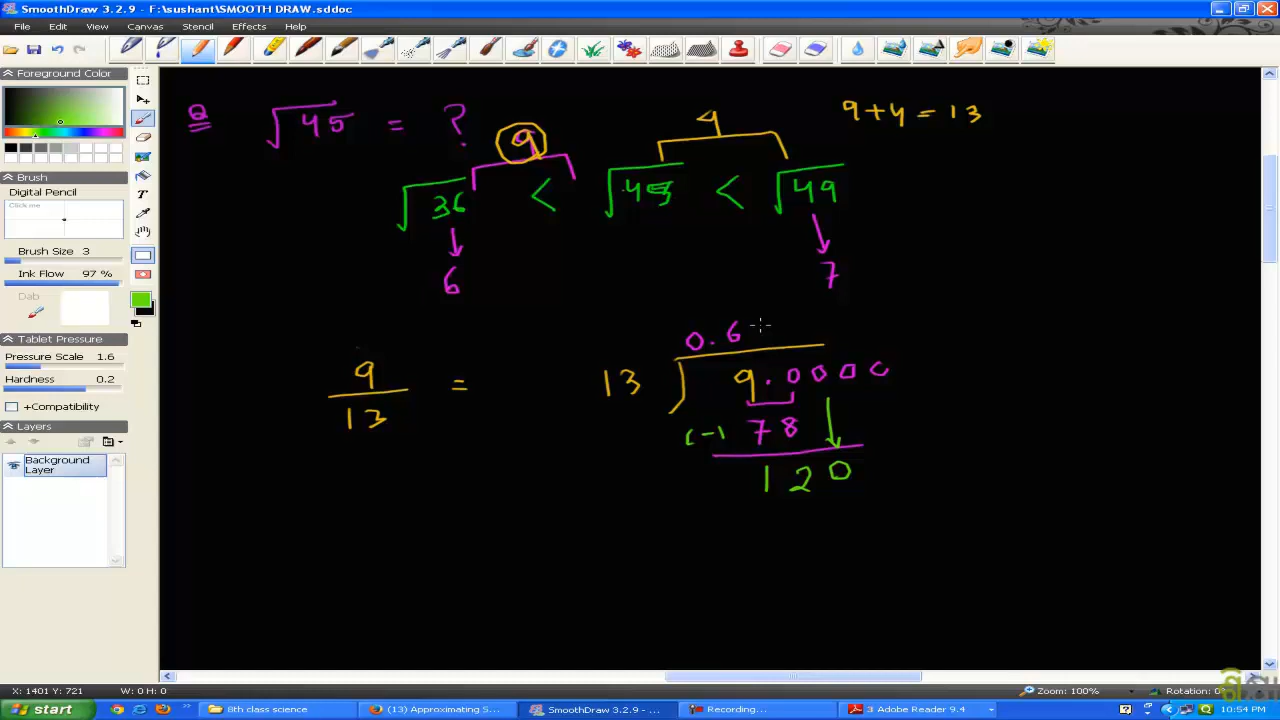 SmoothDraw 3.2.9 - F:\sushant\SMOOTH DRAW.sddoc
File Edit View Canvas Stencil Effects Help
Foreground Color
Brush
Digital Pencil
Click me
Brush Size 3
Ink Flow 97 %
Dab
Tablet Pressure
Pressure Scale 1.6
Hardness 0.2
+Compatibility
Layers
Background Layer
Q √45 = ?
9 4 9+4=13
√36 < √45 < √49
6 7
0.6
9/13 = 13 ) 9.0000
(-) 78
120
X: 1401 Y: 721 W: 0 H: 0 Zoom: 100% Rotation: 0
start 8th class science (13) Approximating S... SmoothDraw 3.2.9 - ... Recording... 3 Adobe Reader 9.4 10:54 PM